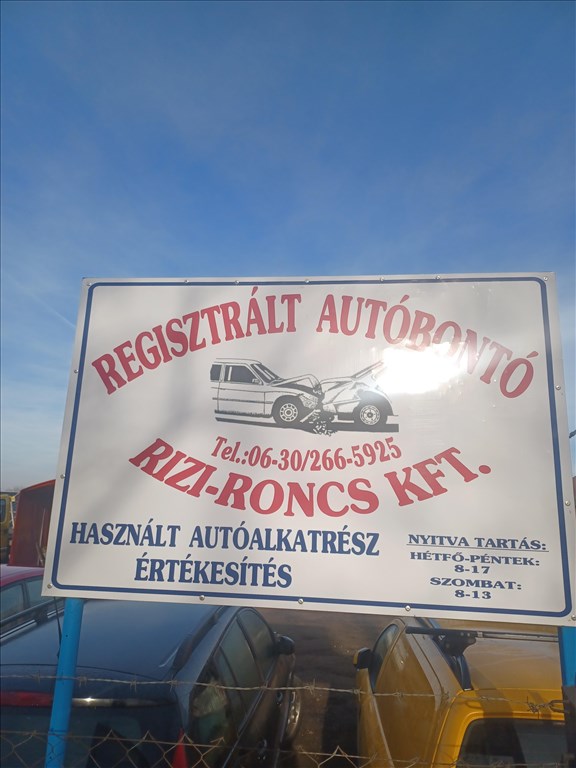 REGISZTRÁLT AUTÓBONTÓ
Tel.:06-30/266-5925
RIZI-RONCS KFT.
HASZNÁLT AUTÓALKATRÉSZ
ÉRTÉKESÍTÉS
NYITVA TARTÁS:
HÉTFŐ-PÉNTEK:
8-17
SZOMBAT:
8-13